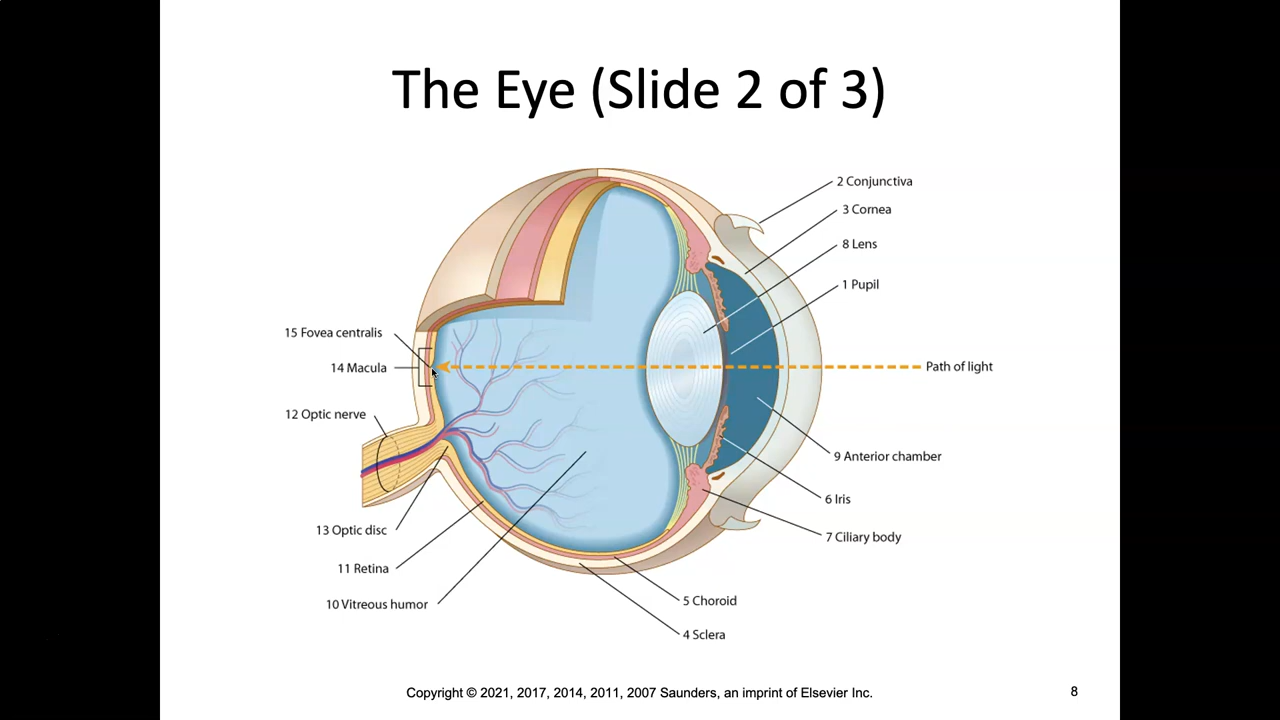 The Eye (Slide 2 of 3)
2 Conjunctiva
3 Cornea
8 Lens
1 Pupil
15 Fovea centralis
14 Macula
Path of light
12 Optic nerve
9 Anterior chamber
6 Iris
13 Optic disc
7 Ciliary body
11 Retina
10 Vitreous humor
5 Choroid
4 Sclera
Copyright © 2021, 2017, 2014, 2011, 2007 Saunders, an imprint of Elsevier Inc.
8